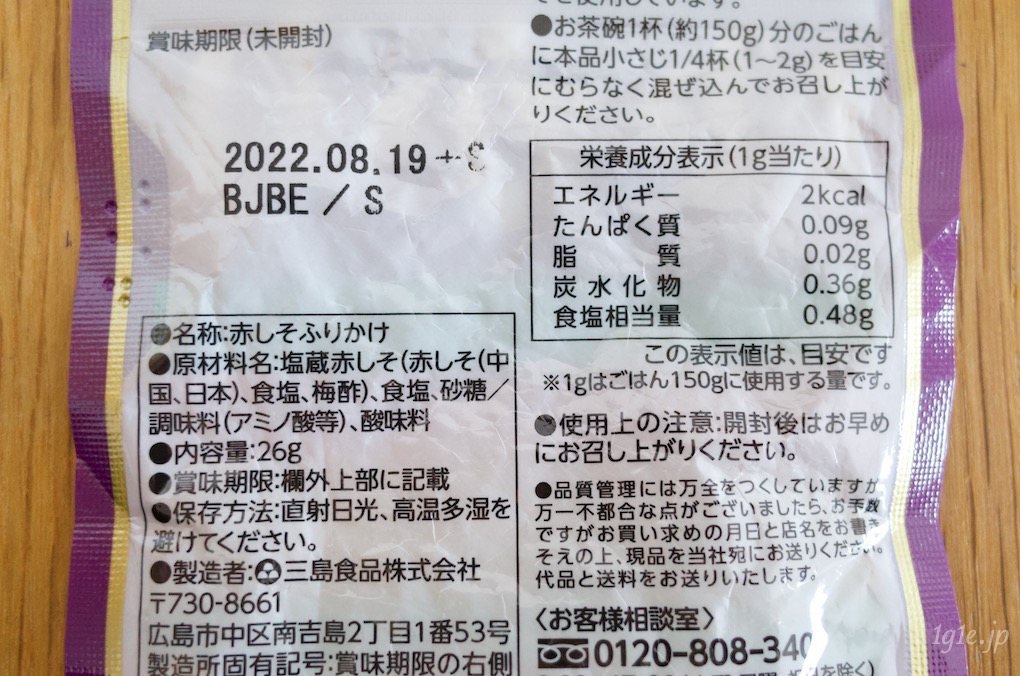 賞味期限(未開封)
2022.08.19 +S
BJBE / S
●名称:赤しそふりかけ
●原材料名:塩蔵赤しそ(赤しそ(中
国、日本)、食塩、梅酢)、食塩、砂糖/
調味料(アミノ酸等)、酸味料
●内容量:26g
●賞味期限:欄外上部に記載
●保存方法:直射日光、高温多湿を
避けてください。
●製造者:三島食品株式会社
〒730-8661
広島市中区南吉島2丁目1番53号
製造所固有記号:賞味期限の右側
使用しています。
●お茶碗1杯(約150g)分のごはん
に本品小さじ1/4杯(1〜2g)を目安
にむらなく混ぜ込んでお召し上が
りください。
栄養成分表示(1g当たり)
エネルギー 2kcal
たんぱく質 0.09g
脂質 0.02g
炭水化物 0.36g
食塩相当量 0.48g
この表示値は、目安です
※1gはごはん150gに使用する量です。
●使用上の注意:開封後はお早め
にお召し上がりください。
●品質管理には万全をつくしていますが、
万一不都合な点がございましたら、お手数
ですがお買い求めの月日と店名をお書き
そえの上、現品を当社宛にお送りください。
代品と送料をお送りいたします。
〈お客様相談室〉
0120-808-340
を除く)
1g1e.jp